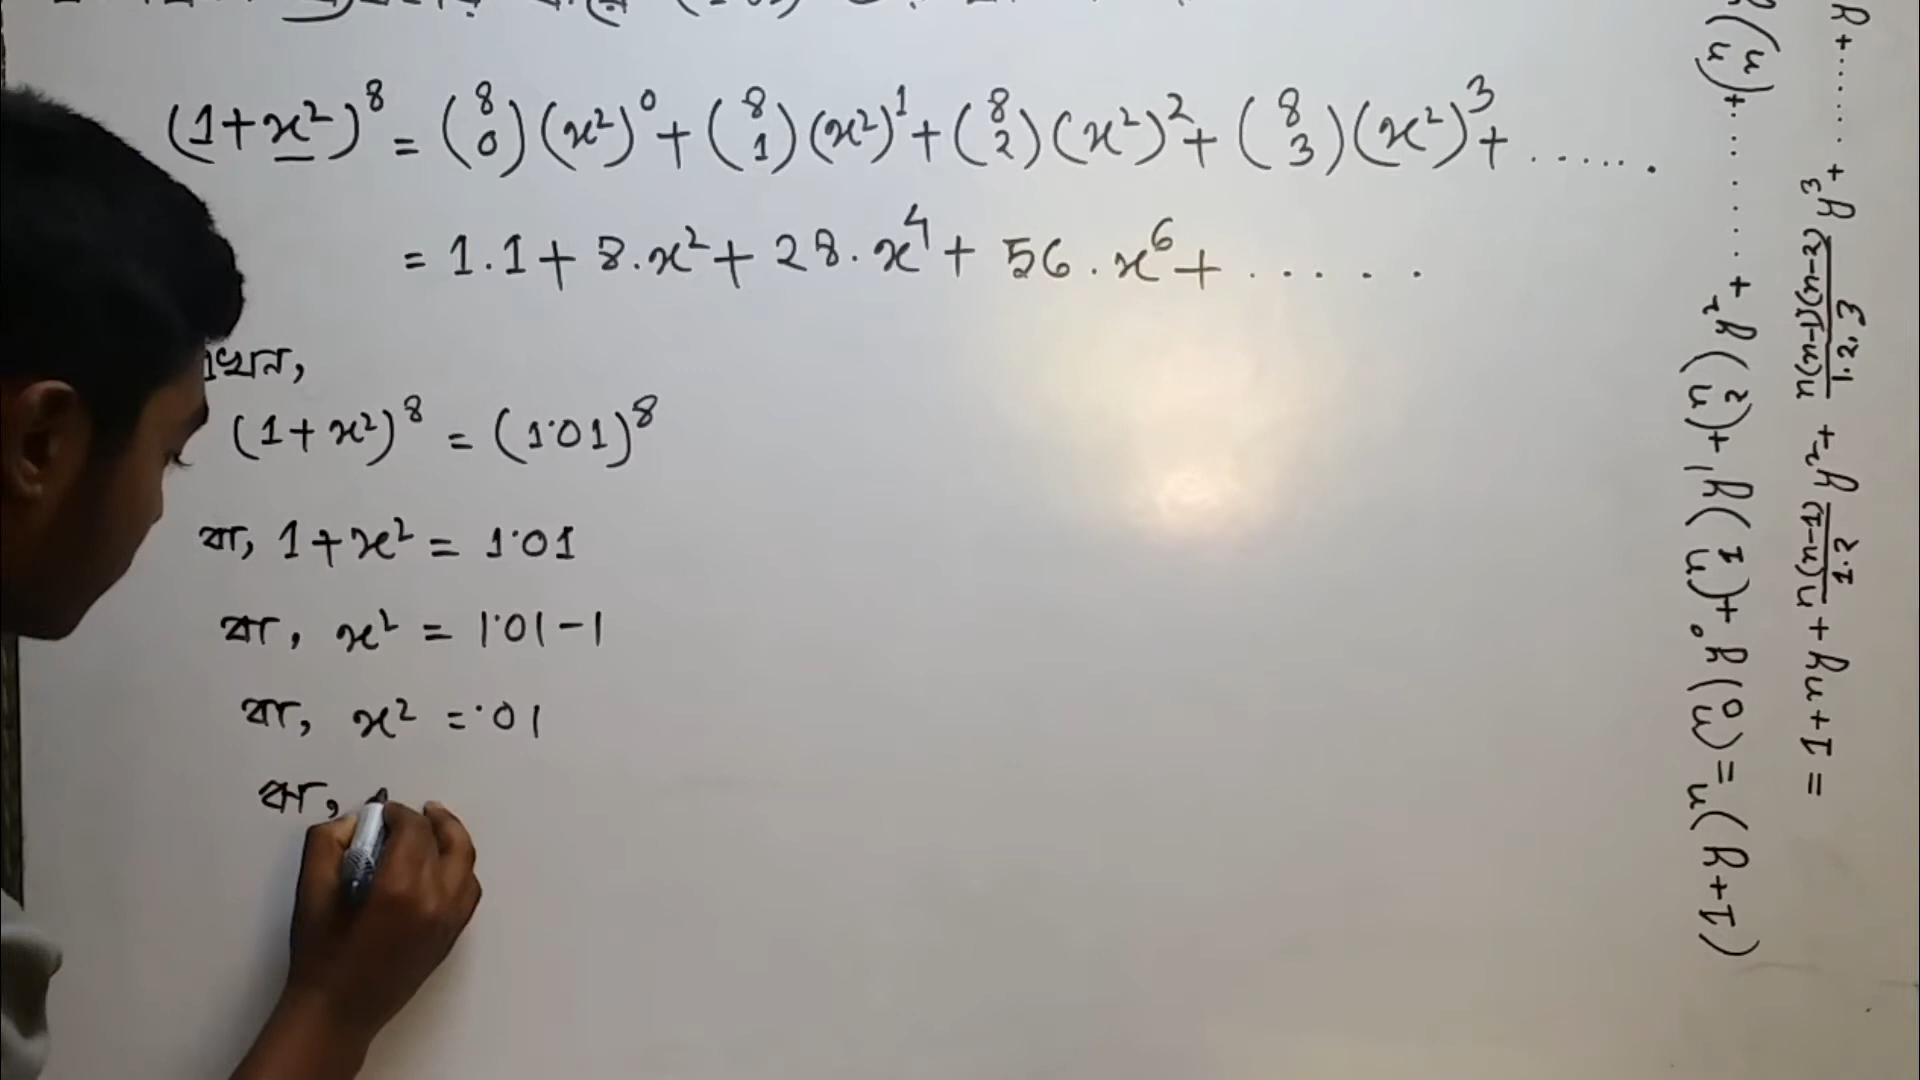 (1+x²)⁸ = (8 0)(x²)⁰ + (8 1)(x²)¹ + (8 2)(x²)² + (8 3)(x²)³ + .......
= 1.1 + 8.x² + 28.x⁴ + 56.x⁶ + .....
এখন,
(1+x²)⁸ = (1·01)⁸
বা, 1+x² = 1·01
বা, x² = 1·01-1
বা, x² = ·01
বা,
(1+y)ⁿ = (n 0)y⁰ + (n 1)y¹ + (n 2)y² + ...... + (n n)y
= 1 + ny + n(n-1)/1.2 y² + n(n-1)(n-2)/1.2.3 y³ + ......